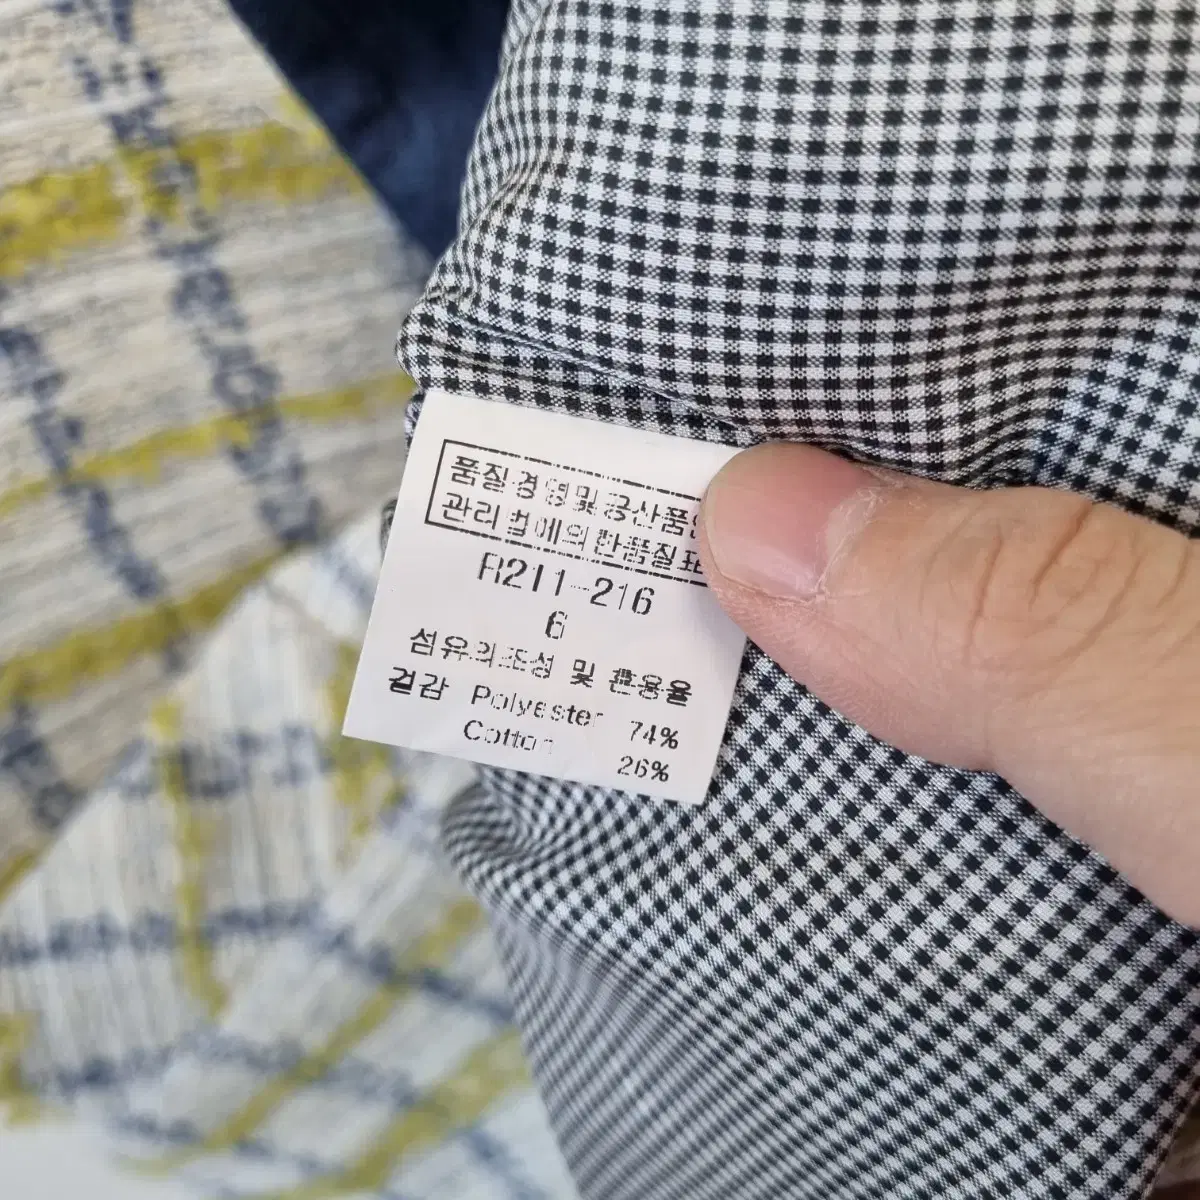 품질경영및공산품안
관리법에의한품질표
R211-216
6
섬유의조성 및 혼용율
겉감 Polyester 74%
Cotton 26%